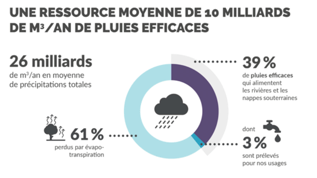 UNE RESSOURCE MOYENNE DE 10 MILLIARDS
DE M³/AN DE PLUIES EFFICACES
26 milliards
de m³/an en moyenne
de précipitations totales
39 %
de pluies efficaces
qui alimentent
les rivières et les
nappes souterraines
61 %
perdus par évapo-
transpiration
dont
3 %
sont prélevés
pour nos usages